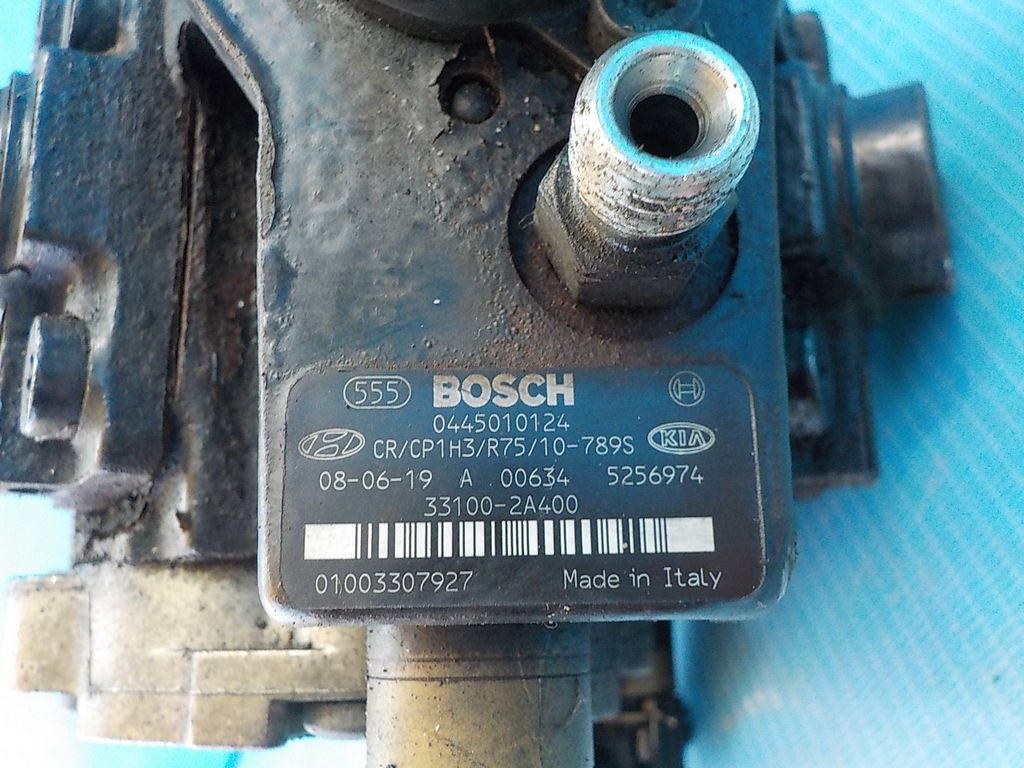 555 BOSCH
0445010124
CR/CP1H3/R75/10-789S KIA
08-06-19 A 00634 5256974
33100-2A400
01003307927 Made in Italy